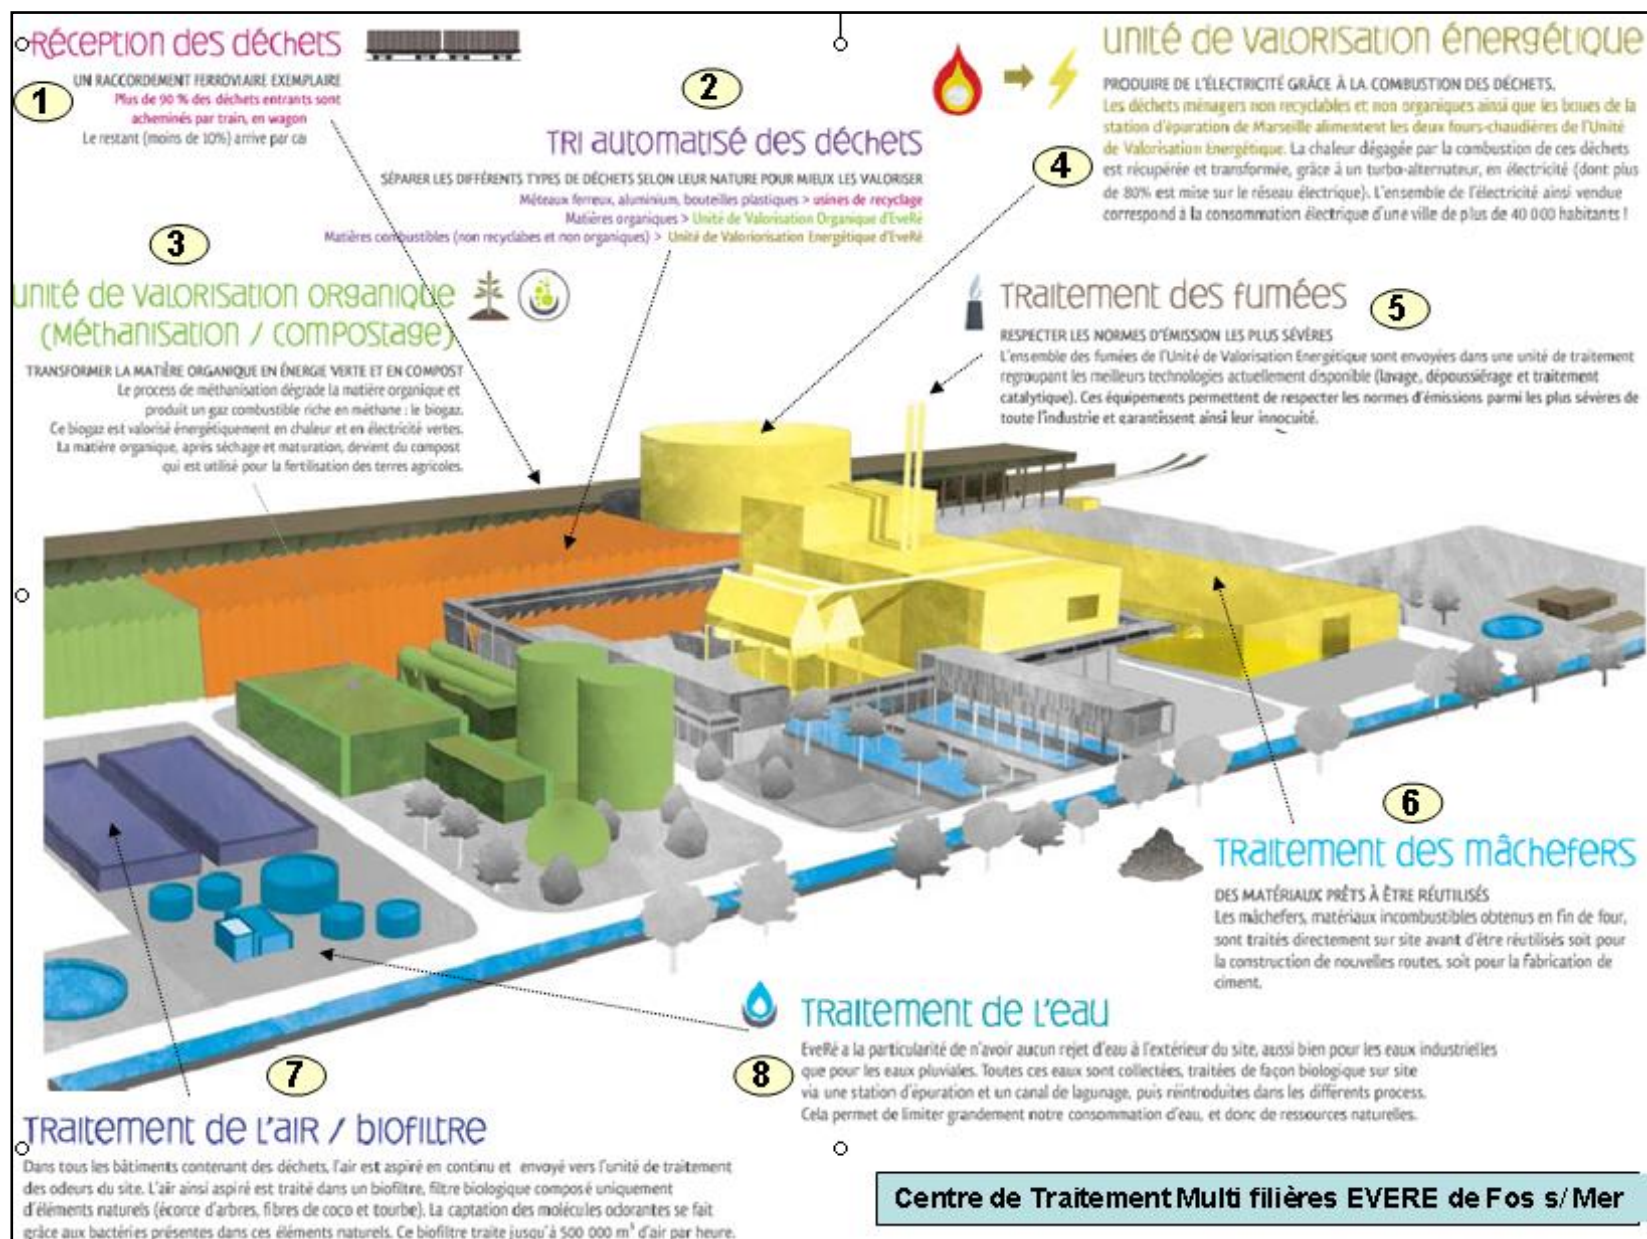 Réception des déchets
1
UN RACCORDEMENT FERROVIAIRE EXEMPLAIRE
Plus de 90 % des déchets entrants sont
acheminés par train, en wagon
Le restant (moins de 10%) arrive par ca
2
TRI automatisé des déchets
SÉPARER LES DIFFÉRENTS TYPES DE DÉCHETS SELON LEUR NATURE POUR MIEUX LES VALORISER
Méteaux ferreux, aluminium, bouteilles plastiques > usines de recyclage
Matières organiques > Unité de Valorisation Organique d'EveRé
Matières combustibles (non recyclabes et non organiques) > Unité de Valoriorisation Energétique d'EveRé
3
unité de valorisation organique
(Méthanisation / compostage)
TRANSFORMER LA MATIÈRE ORGANIQUE EN ÉNERGIE VERTE ET EN COMPOST
Le process de méthanisation dégrade la matière organique et
produit un gaz combustible riche en méthane : le biogaz.
Ce biogaz est valorisé énergétiquement en chaleur et en électricité vertes.
La matière organique, après séchage et maturation, devient du compost
qui est utilisé pour la fertilisation des terres agricoles.
unité de valorisation énergétique
4
PRODUIRE DE L'ÉLECTRICITÉ GRÂCE À LA COMBUSTION DES DÉCHETS.
Les déchets ménagers non recyclables et non organiques ainsi que les boues de la
station d'épuration de Marseille alimentent les deux fours-chaudières de l'Unité
de Valorisation Energétique. La chaleur dégagée par la combustion de ces déchets
est récupérée et transformée, grâce à un turbo-alternateur, en électricité (dont plus
de 80% est mise sur le réseau électrique). L'ensemble de l'électricité ainsi vendue
correspond à la consommation électrique d'une ville de plus de 40 000 habitants !
Traitement des fumées
5
RESPECTER LES NORMES D'ÉMISSION LES PLUS SÉVÈRES
L'ensemble des fumées de l'Unité de Valorisation Energétique sont envoyées dans une unité de traitement
regroupant les meilleurs technologies actuellement disponible (lavage, dépoussiérage et traitement
catalytique). Ces équipements permettent de respecter les normes d'émissions parmi les plus sévères de
toute l'industrie et garantissent ainsi leur innocuité.
6
Traitement des mâchefers
DES MATÉRIAUX PRÊTS À ÊTRE RÉUTILISÉS
Les mâchefers, matériaux incombustibles obtenus en fin de four,
sont traités directement sur site avant d'être réutilisés soit pour
la construction de nouvelles routes, soit pour la fabrication de
ciment.
7
Traitement de l'air / biofiltre
Dans tous les bâtiments contenant des déchets, l'air est aspiré en continu et envoyé vers l'unité de traitement
des odeurs du site. L'air ainsi aspiré est traité dans un biofiltre, filtre biologique composé uniquement
d'éléments naturels (écorce d'arbres, fibres de coco et tourbe). La captation des molécules odorantes se fait
grâce aux bactéries présentes dans ces éléments naturels. Ce biofiltre traite jusqu'à 500 000 m³ d'air par heure.
8
Traitement de l'eau
EveRé a la particularité de n'avoir aucun rejet d'eau à l'extérieur du site, aussi bien pour les eaux industrielles
que pour les eaux pluviales. Toutes ces eaux sont collectées, traitées de façon biologique sur site
via une station d'épuration et un canal de lagunage, puis réintroduites dans les différents process.
Cela permet de limiter grandement notre consommation d'eau, et donc de ressources naturelles.
Centre de Traitement Multi filières EVERE de Fos s/ Mer